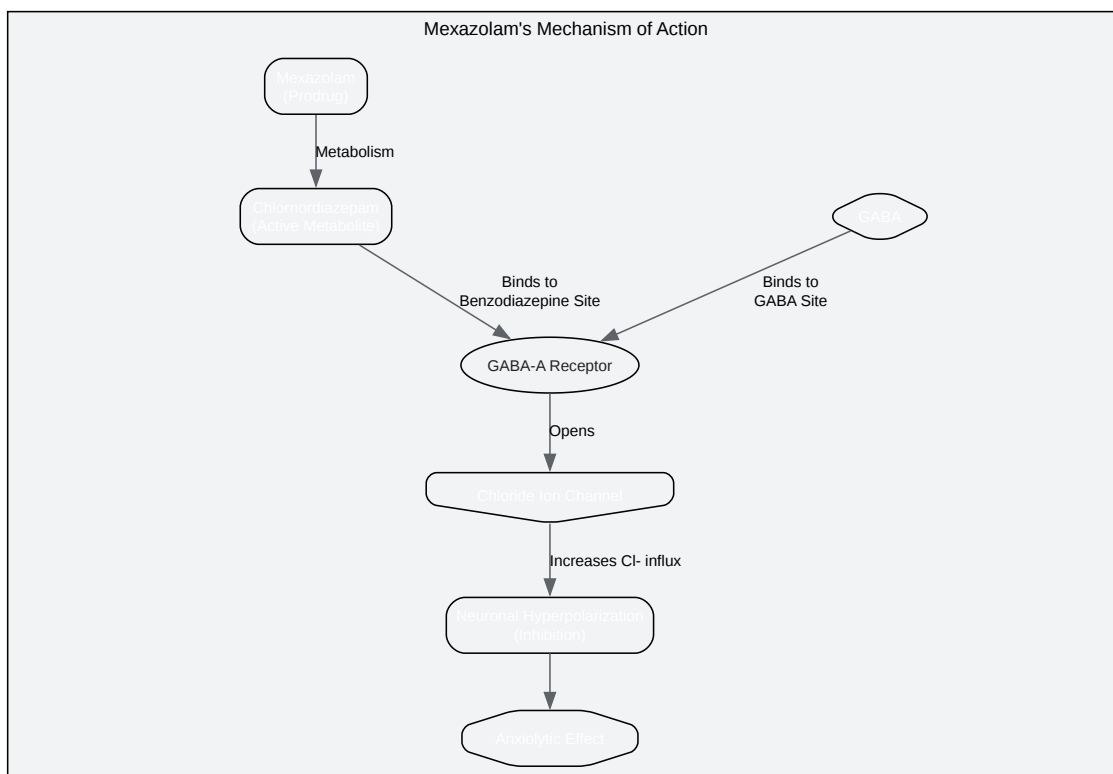 Mexazolam's Mechanism of Action
Mexazolam
(Prodrug)
Metabolism
Chlornordiazepam
(Active Metabolite)
GABA
Binds to
Benzodiazepine Site
Binds to
GABA Site
GABA-A Receptor
Opens
Chloride Ion Channel
Increases Cl- influx
Neuronal Hyperpolarization
(Inhibition)
Anxiolytic Effect